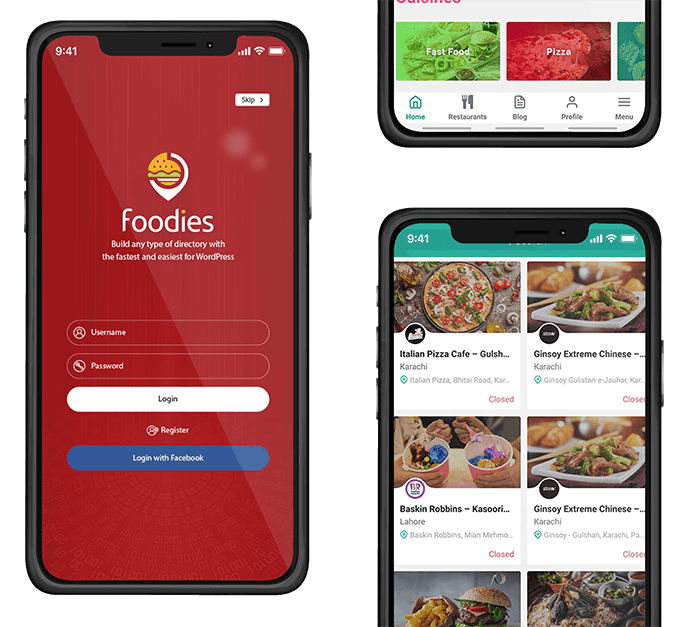 9:41
Skip >
foodies
Build any type of directory with
the fastest and easiest for WordPress
Username
Password
Login
Register
Login with Facebook
Cuisines
Fast Food
Pizza
Home
Restaurants
Blog
Profile
Menu
9:41
Italian Pizza Cafe – Gulsh...
Karachi
Italian Pizza, Bhitai Road, Kar...
Closed
Ginsoy Extreme Chinese –...
Karachi
Ginsoy Gulistan-e-Jauhar, Kar...
Closed
Baskin Robbins – Kasoori...
Lahore
Baskin Robbins, Mian Mehmo...
Closed
Ginsoy Extreme Chinese –...
Karachi
Ginsoy - Gulshan, Karachi, Pa...
Closed